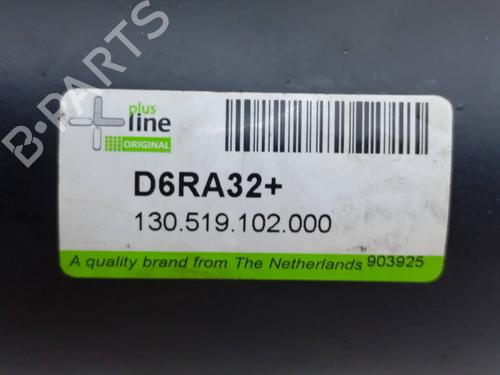 plus
line
ORIGINAL
D6RA32+
130.519.102.000
A quality brand from The Netherlands 903925
B-PARTS